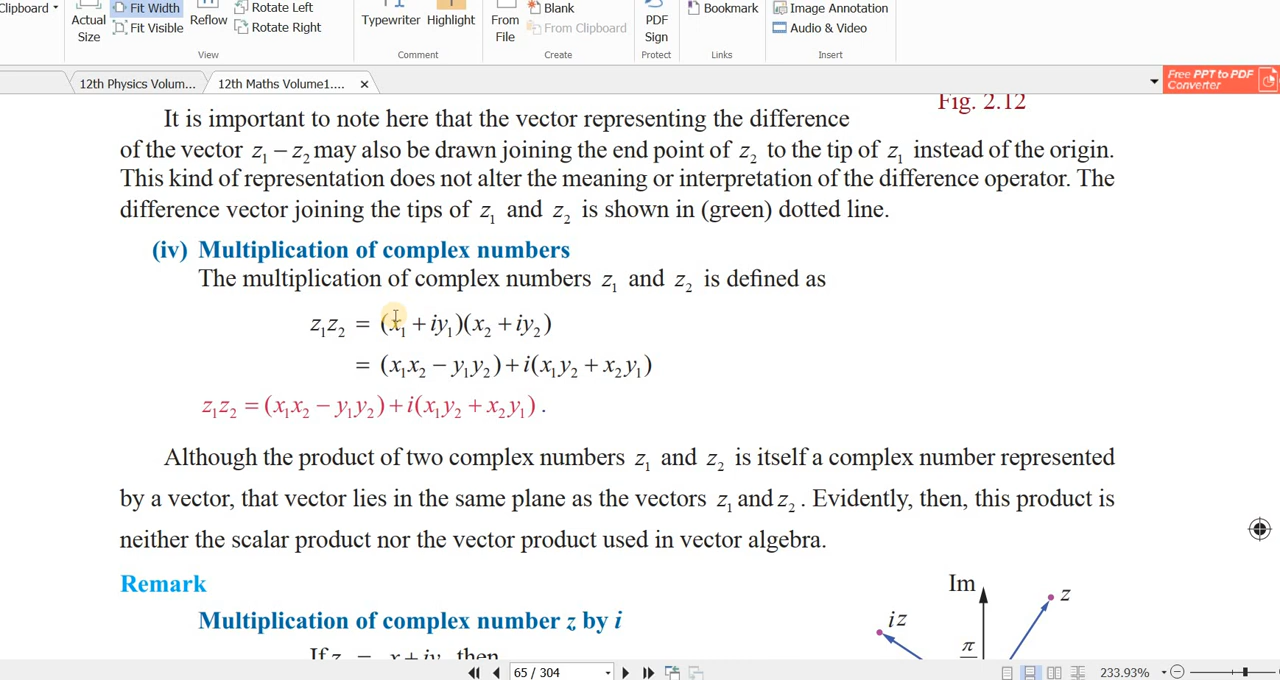 Clipboard
Fit Width
Rotate Left
Blank
Bookmark
Image Annotation
Actual Size
Fit Visible
Reflow
Rotate Right
Typewriter
Highlight
From File
From Clipboard
PDF Sign
Audio & Video
View
Comment
Create
Protect
Links
Insert
12th Physics Volum...
12th Maths Volume1....
Free PPT to PDF
Converter
Fig. 2.12
It is important to note here that the vector representing the difference
of the vector z₁ − z₂ may also be drawn joining the end point of z₂ to the tip of z₁ instead of the origin.
This kind of representation does not alter the meaning or interpretation of the difference operator. The
difference vector joining the tips of z₁ and z₂ is shown in (green) dotted line.
(iv) Multiplication of complex numbers
The multiplication of complex numbers z₁ and z₂ is defined as
z₁z₂ = (x₁ + iy₁)(x₂ + iy₂)
= (x₁x₂ − y₁y₂) + i(x₁y₂ + x₂y₁)
z₁z₂ = (x₁x₂ − y₁y₂) + i(x₁y₂ + x₂y₁) .
Although the product of two complex numbers z₁ and z₂ is itself a complex number represented
by a vector, that vector lies in the same plane as the vectors z₁ and z₂ . Evidently, then, this product is
neither the scalar product nor the vector product used in vector algebra.
Remark
Im
z
Multiplication of complex number z by i
iz
π
If z = x + iy, then
65 / 304
233.93%